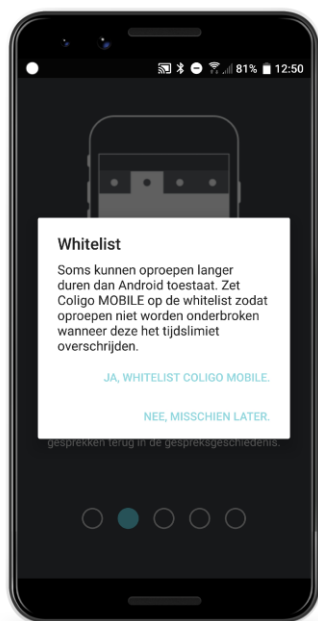 81% 12:50
Whitelist
Soms kunnen oproepen langer
duren dan Android toestaat. Zet
Coligo MOBILE op de whitelist zodat
oproepen niet worden onderbroken
wanneer deze het tijdslimiet
overschrijden.
JA, WHITELIST COLIGO MOBILE.
NEE, MISSCHIEN LATER.
gesprekken terug in de gespreksgeschiedenis.